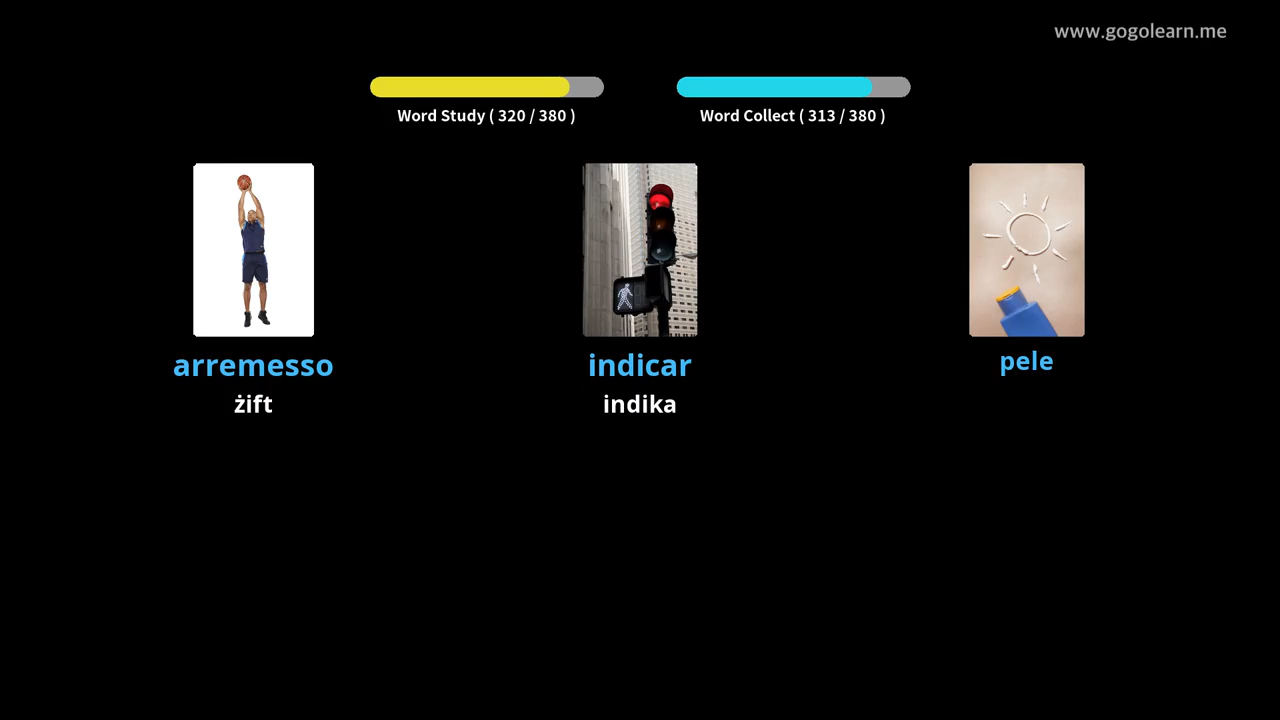 www.gogolearn.me
Word Study ( 320 / 380 )
Word Collect ( 313 / 380 )
arremesso
żift
indicar
indika
pele